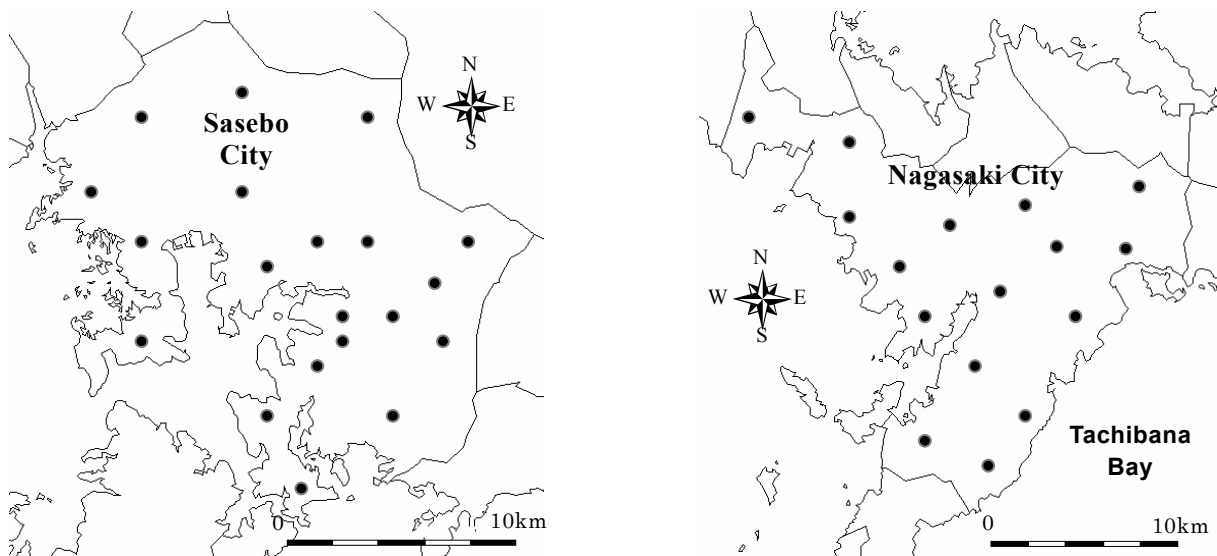 N
W E
S
Sasebo
City
0 10km
N
W E
S
Nagasaki City
Tachibana
Bay
0 10km